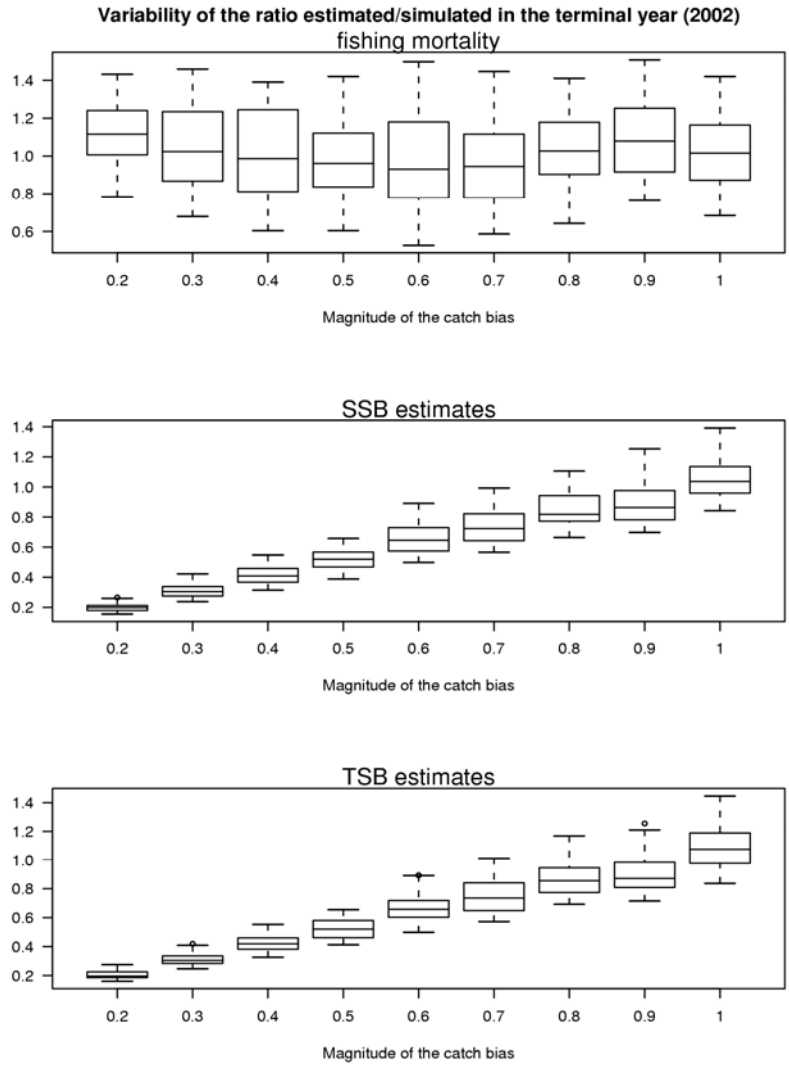 Variability of the ratio estimated/simulated in the terminal year (2002)
fishing mortality
1.4
1.2
1.0
0.8
0.6
0.2 0.3 0.4 0.5 0.6 0.7 0.8 0.9 1
Magnitude of the catch bias
SSB estimates
1.4
1.2
1.0
0.8
0.6
0.4
0.2
0.2 0.3 0.4 0.5 0.6 0.7 0.8 0.9 1
Magnitude of the catch bias
TSB estimates
1.4
1.2
1.0
0.8
0.6
0.4
0.2
0.2 0.3 0.4 0.5 0.6 0.7 0.8 0.9 1
Magnitude of the catch bias